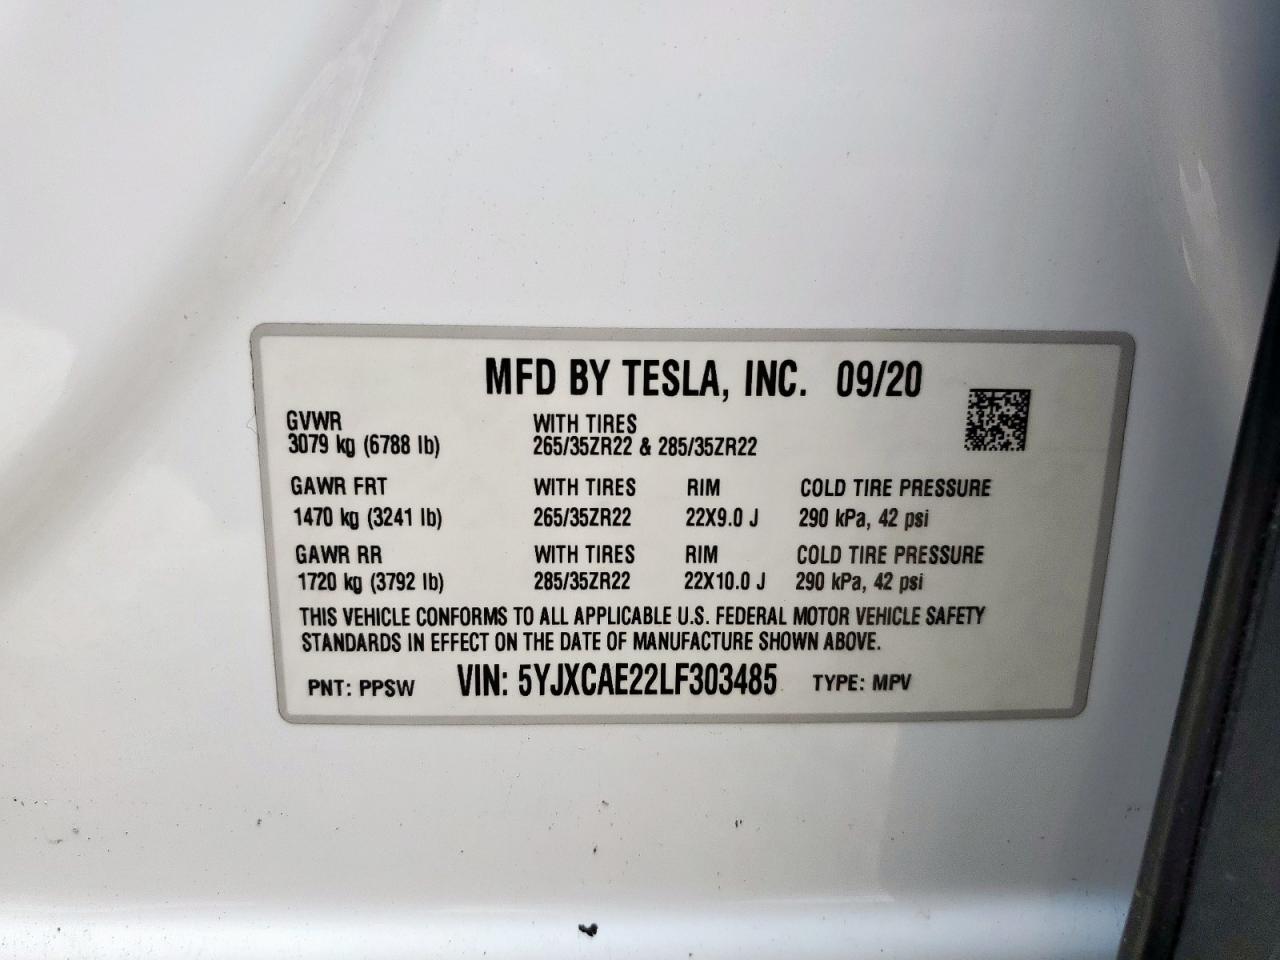 MFD BY TESLA, INC. 09/20
GVWR WITH TIRES
3079 kg (6788 lb) 265/35ZR22 & 285/35ZR22
GAWR FRT WITH TIRES RIM COLD TIRE PRESSURE
1470 kg (3241 lb) 265/35ZR22 22X9.0 J 290 kPa, 42 psi
GAWR RR WITH TIRES RIM COLD TIRE PRESSURE
1720 kg (3792 lb) 285/35ZR22 22X10.0 J 290 kPa, 42 psi
THIS VEHICLE CONFORMS TO ALL APPLICABLE U.S. FEDERAL MOTOR VEHICLE SAFETY
STANDARDS IN EFFECT ON THE DATE OF MANUFACTURE SHOWN ABOVE.
PNT: PPSW VIN: 5YJXCAE22LF303485 TYPE: MPV